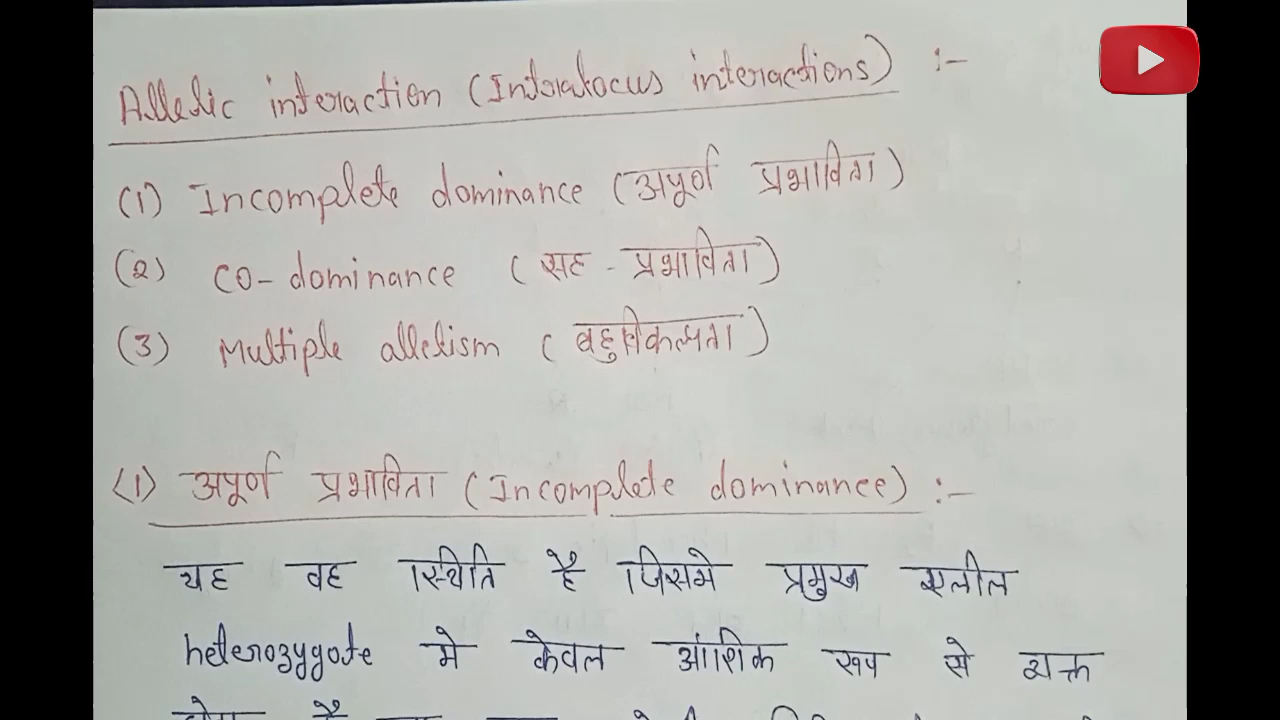 Allelic interaction (Intralocus interactions) :-
(1) Incomplete dominance (अपूर्ण प्रभाविता)
(2) co-dominance (सह - प्रभाविता)
(3) Multiple allelism (बहुविकल्पता)
(1) अपूर्ण प्रभाविता (Incomplete dominance) :-
यह वह स्थिति है जिसमे प्रमुख एलील
heterozygote मे केवल आंशिक रूप से व्यक्त